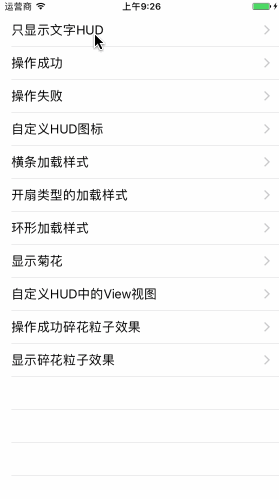 运营商 上午9:26
只显示文字HUD
操作成功
操作失败
自定义HUD图标
横条加载样式
开扇类型的加载样式
环形加载样式
显示菊花
自定义HUD中的View视图
操作成功碎花粒子效果
显示碎花粒子效果